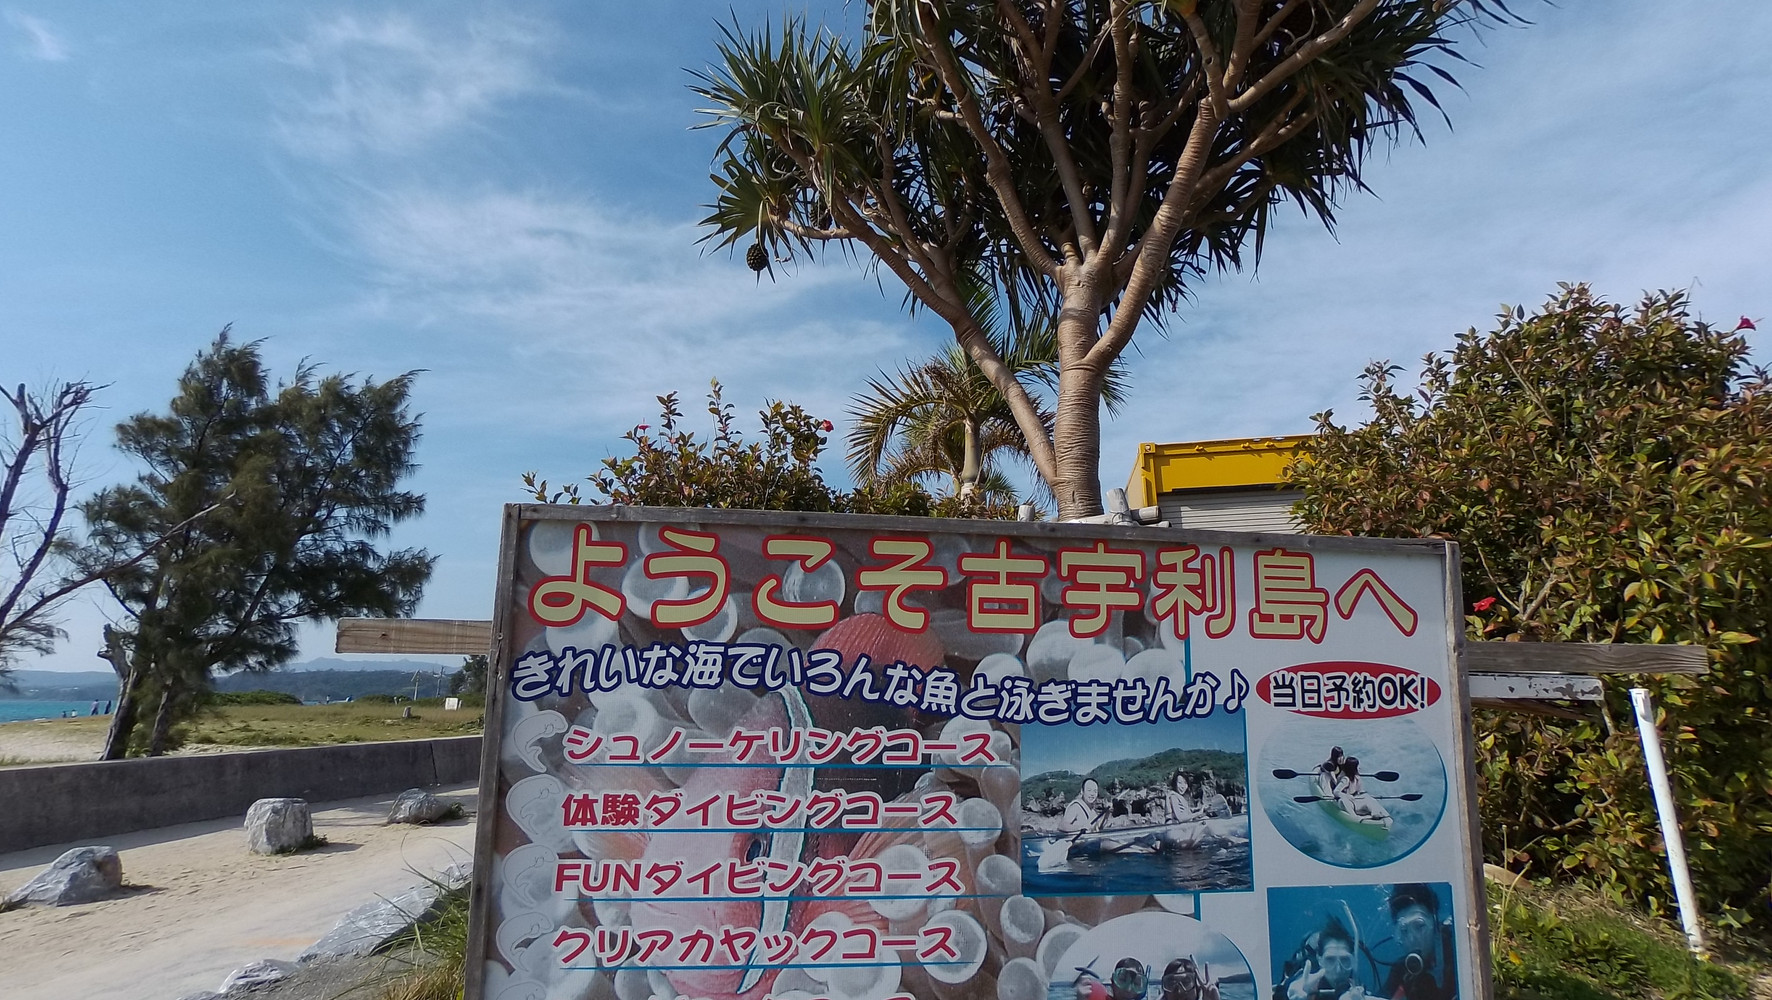 ようこそ古宇利島へ
きれいな海でいろんな魚と泳ぎませんか♪
当日予約OK!
シュノーケリングコース
体験ダイビングコース
FUNダイビングコース
クリアカヤックコース